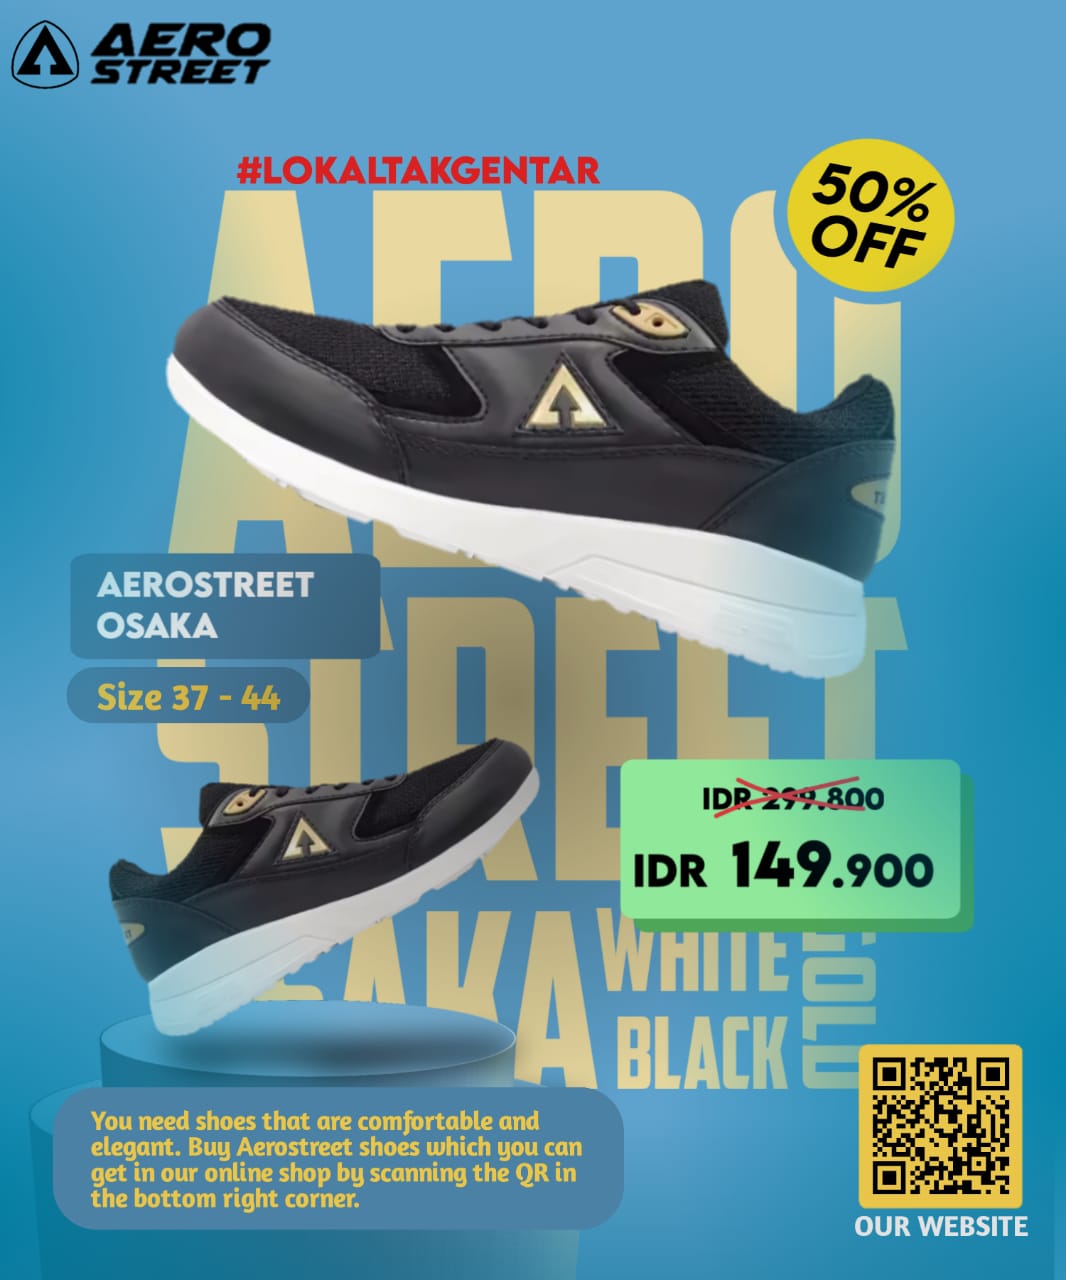 AERO
STREET
#LOKALTAKGENTAR
50%
OFF
AERO
STREET
AEROSTREET
OSAKA
Size 37 - 44
IDR 299.800
IDR 149.900
OSAKA
WHITE
BLACK
GOLD
You need shoes that are comfortable and
elegant. Buy Aerostreet shoes which you can
get in our online shop by scanning the QR in
the bottom right corner.
OUR WEBSITE